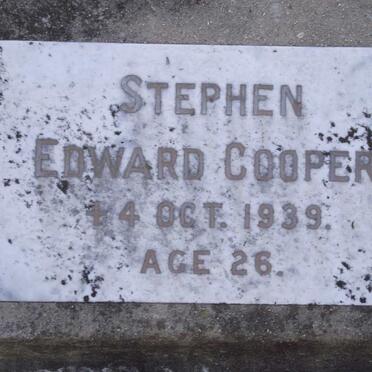 STEPHEN
EDWARD COOPER
+ 4 OCT. 1939.
AGE 26.